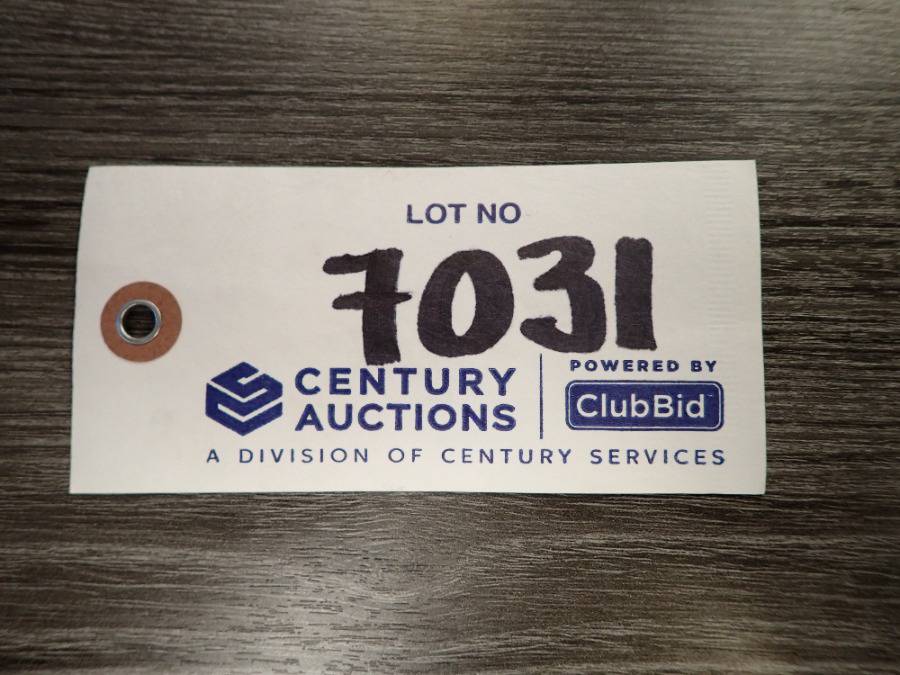 LOT NO
7031
CENTURY AUCTIONS
POWERED BY
ClubBid
A DIVISION OF CENTURY SERVICES